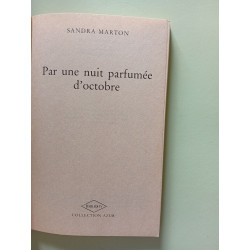 SANDRA MARTON
Par une nuit parfumée
d'octobre
COLLECTION AZUR